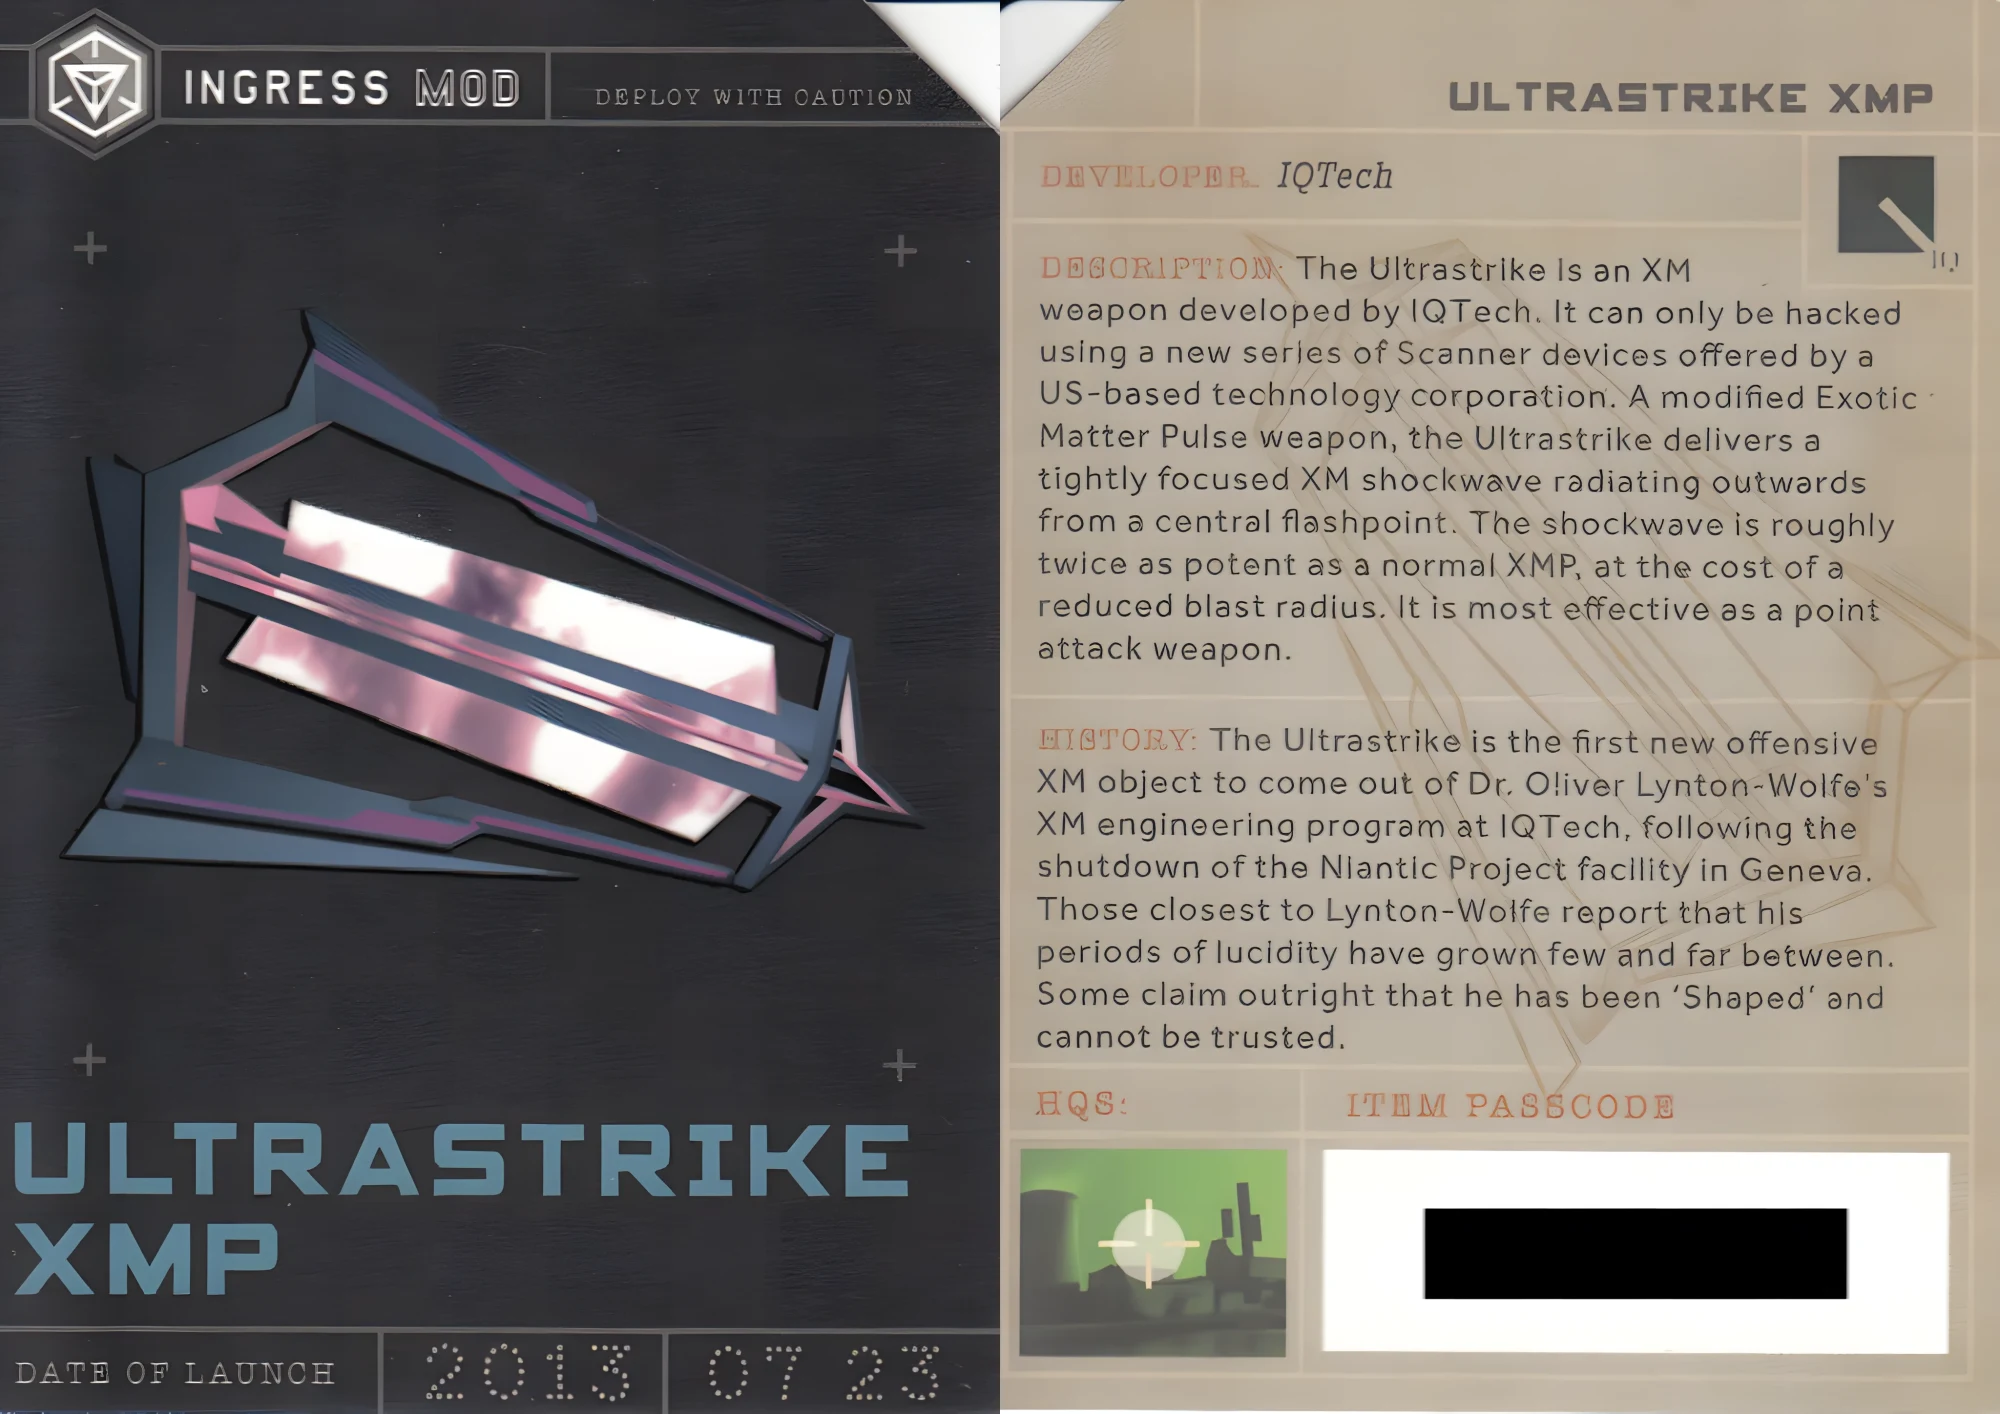 INGRESS MOD
DEPLOY WITH CAUTION
ULTRASTRIKE
XMP
DATE OF LAUNCH
2013 07 23
ULTRASTRIKE XMP
DEVELOPER: IQTech
IQ
DESCRIPTION: The Ultrastrike is an XM
weapon developed by IQTech. It can only be hacked
using a new series of Scanner devices offered by a
US-based technology corporation. A modified Exotic
Matter Pulse weapon, the Ultrastrike delivers a
tightly focused XM shockwave radiating outwards
from a central flashpoint. The shockwave is roughly
twice as potent as a normal XMP, at the cost of a
reduced blast radius. It is most effective as a point
attack weapon.
HISTORY: The Ultrastrike is the first new offensive
XM object to come out of Dr. Oliver Lynton-Wolfe's
XM engineering program at IQTech, following the
shutdown of the Niantic Project facility in Geneva.
Those closest to Lynton-Wolfe report that his
periods of lucidity have grown few and far between.
Some claim outright that he has been ‘Shaped‘ and
cannot be trusted.
HQS:
ITEM PASSCODE